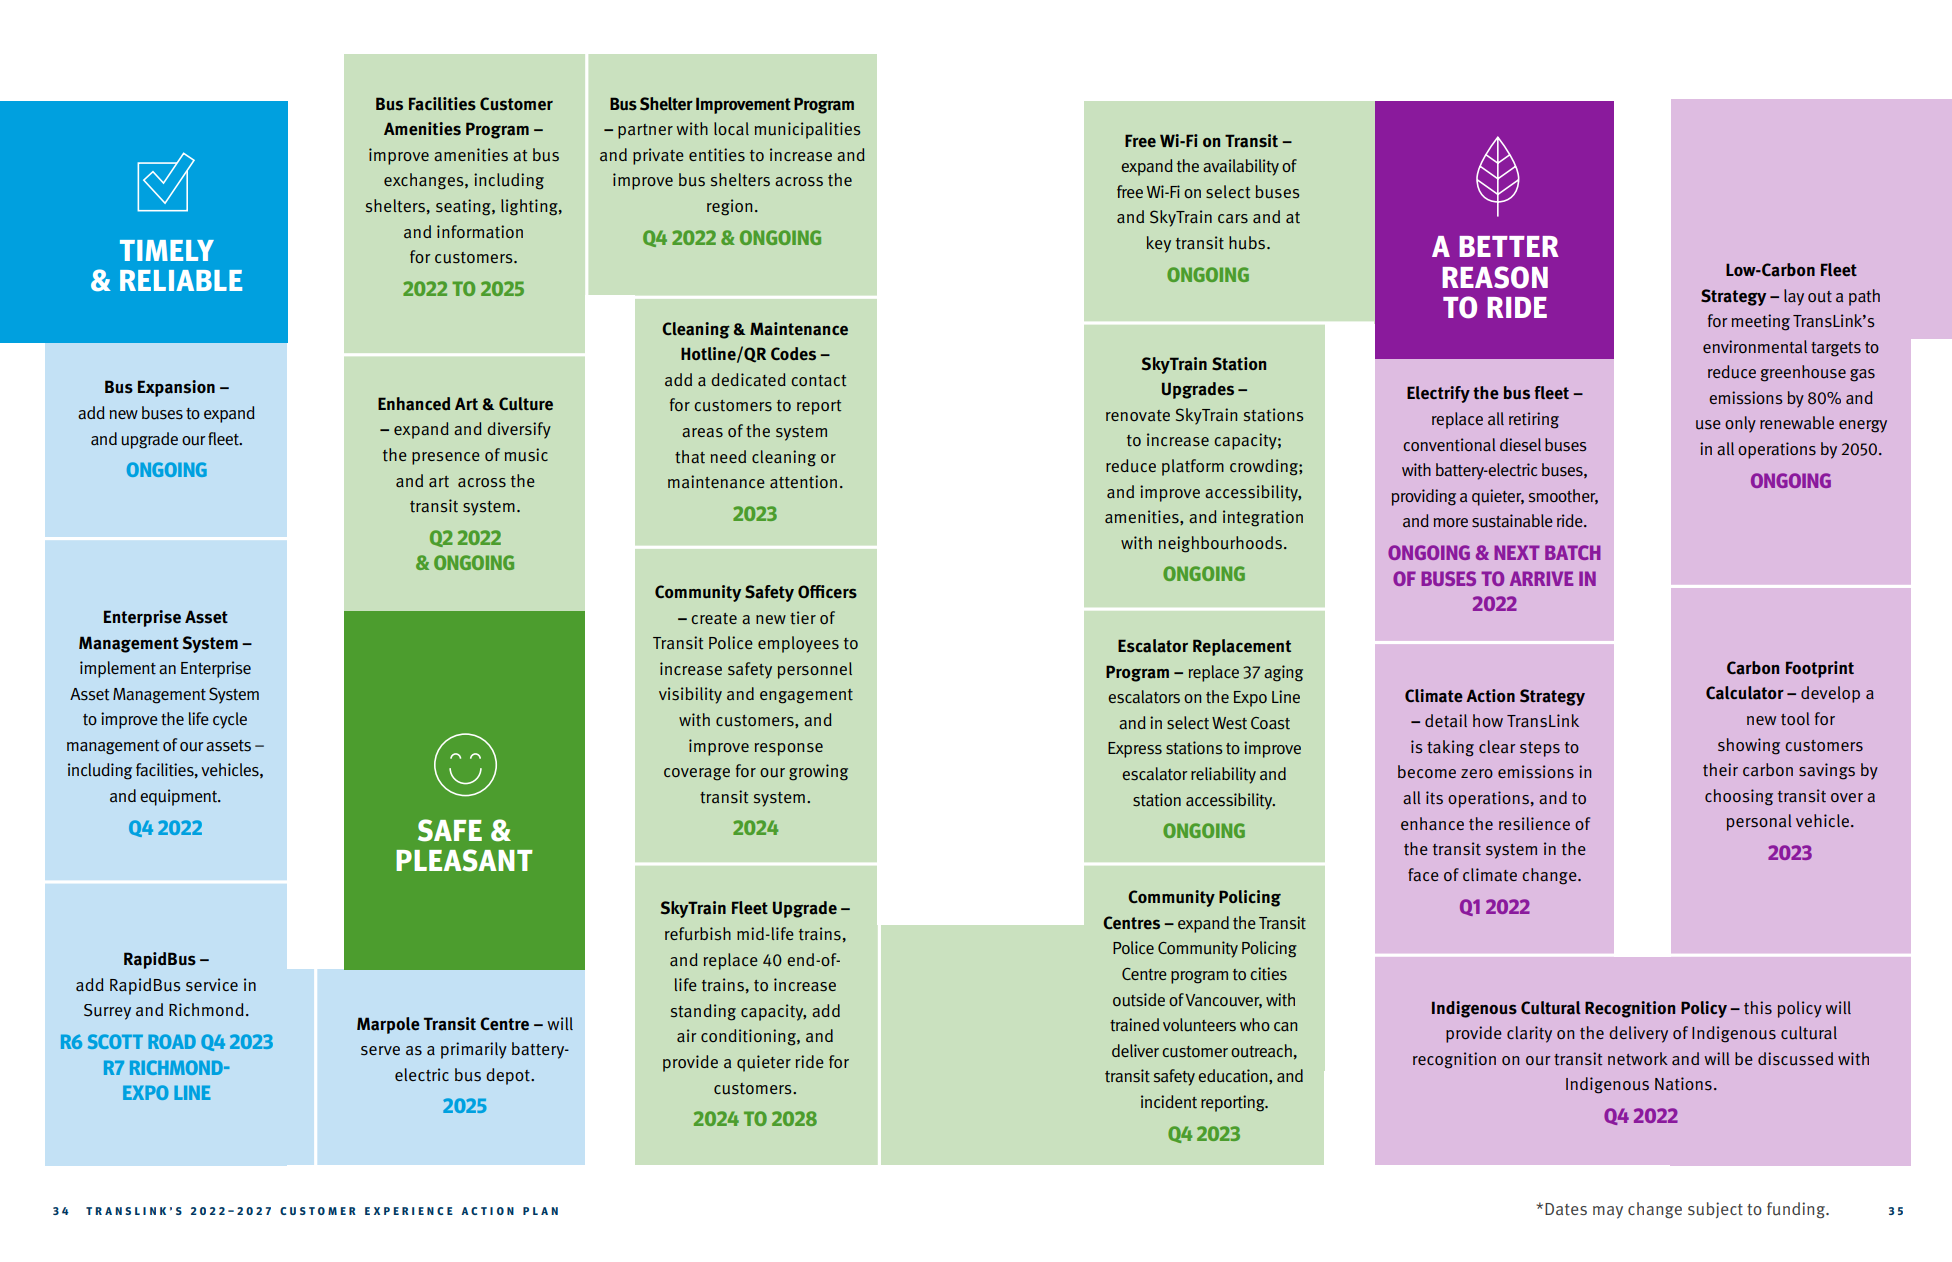 TIMELY
& RELIABLE
Bus Expansion –
add new buses to expand
and upgrade our fleet.
ONGOING
Enterprise Asset
Management System –
implement an Enterprise
Asset Management System
to improve the life cycle
management of our assets –
including facilities, vehicles,
and equipment.
Q4 2022
RapidBus –
add RapidBus service in
Surrey and Richmond.
R6 SCOTT ROAD Q4 2023
R7 RICHMOND-
EXPO LINE
Marpole Transit Centre – will
serve as a primarily battery-
electric bus depot.
2025
Bus Facilities Customer
Amenities Program –
improve amenities at bus
exchanges, including
shelters, seating, lighting,
and information
for customers.
2022 TO 2025
Enhanced Art & Culture
– expand and diversify
the presence of music
and art across the
transit system.
Q2 2022
& ONGOING
SAFE &
PLEASANT
Bus Shelter Improvement Program
– partner with local municipalities
and private entities to increase and
improve bus shelters across the
region.
Q4 2022 & ONGOING
Cleaning & Maintenance
Hotline/QR Codes –
add a dedicated contact
for customers to report
areas of the system
that need cleaning or
maintenance attention.
2023
Community Safety Officers
– create a new tier of
Transit Police employees to
increase safety personnel
visibility and engagement
with customers, and
improve response
coverage for our growing
transit system.
2024
SkyTrain Fleet Upgrade –
refurbish mid-life trains,
and replace 40 end-of-
life trains, to increase
standing capacity, add
air conditioning, and
provide a quieter ride for
customers.
2024 TO 2028
Free Wi-Fi on Transit –
expand the availability of
free Wi-Fi on select buses
and SkyTrain cars and at
key transit hubs.
ONGOING
SkyTrain Station
Upgrades –
renovate SkyTrain stations
to increase capacity;
reduce platform crowding;
and improve accessibility,
amenities, and integration
with neighbourhoods.
ONGOING
Escalator Replacement
Program – replace 37 aging
escalators on the Expo Line
and in select West Coast
Express stations to improve
escalator reliability and
station accessibility.
ONGOING
Community Policing
Centres – expand the Transit
Police Community Policing
Centre program to cities
outside of Vancouver, with
trained volunteers who can
deliver customer outreach,
transit safety education, and
incident reporting.
Q4 2023
A BETTER
REASON
TO RIDE
Electrify the bus fleet –
replace all retiring
conventional diesel buses
with battery-electric buses,
providing a quieter, smoother,
and more sustainable ride.
ONGOING & NEXT BATCH
OF BUSES TO ARRIVE IN
2022
Climate Action Strategy
– detail how TransLink
is taking clear steps to
become zero emissions in
all its operations, and to
enhance the resilience of
the transit system in the
face of climate change.
Q1 2022
Low-Carbon Fleet
Strategy – lay out a path
for meeting TransLink’s
environmental targets to
reduce greenhouse gas
emissions by 80% and
use only renewable energy
in all operations by 2050.
ONGOING
Carbon Footprint
Calculator – develop a
new tool for
showing customers
their carbon savings by
choosing transit over a
personal vehicle.
2023
Indigenous Cultural Recognition Policy – this policy will
provide clarity on the delivery of Indigenous cultural
recognition on our transit network and will be discussed with
Indigenous Nations.
Q4 2022
34 TRANSLINK’S 2022–2027 CUSTOMER EXPERIENCE ACTION PLAN
*Dates may change subject to funding.
35